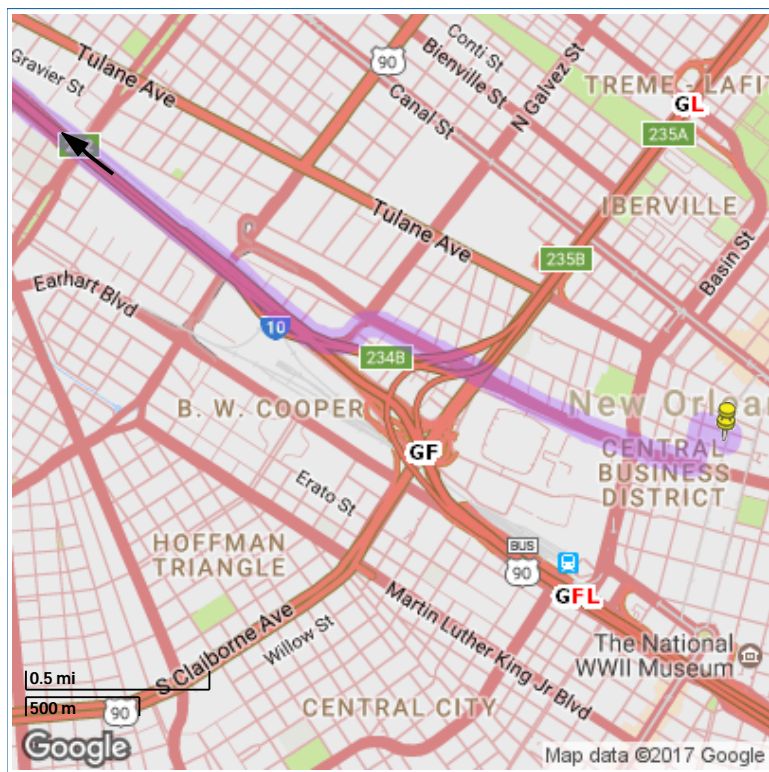 Gravier St
Tulane Ave
90
Conti St
Bienville St
Canal St
N Galvez St
TREME - LAFIT
GL
235A
IBERVILLE
Basin St
Tulane Ave
235B
Earhart Blvd
10
234B
B. W. COOPER
New Orlean
GF
CENTRAL
BUSINESS
DISTRICT
Erato St
HOFFMAN
TRIANGLE
BUS
90
GFL
Martin Luther King Jr Blvd
S Claiborne Ave
Willow St
The National
WWII Museum
0.5 mi
500 m
90
CENTRAL CITY
Google
Map data ©2017 Google